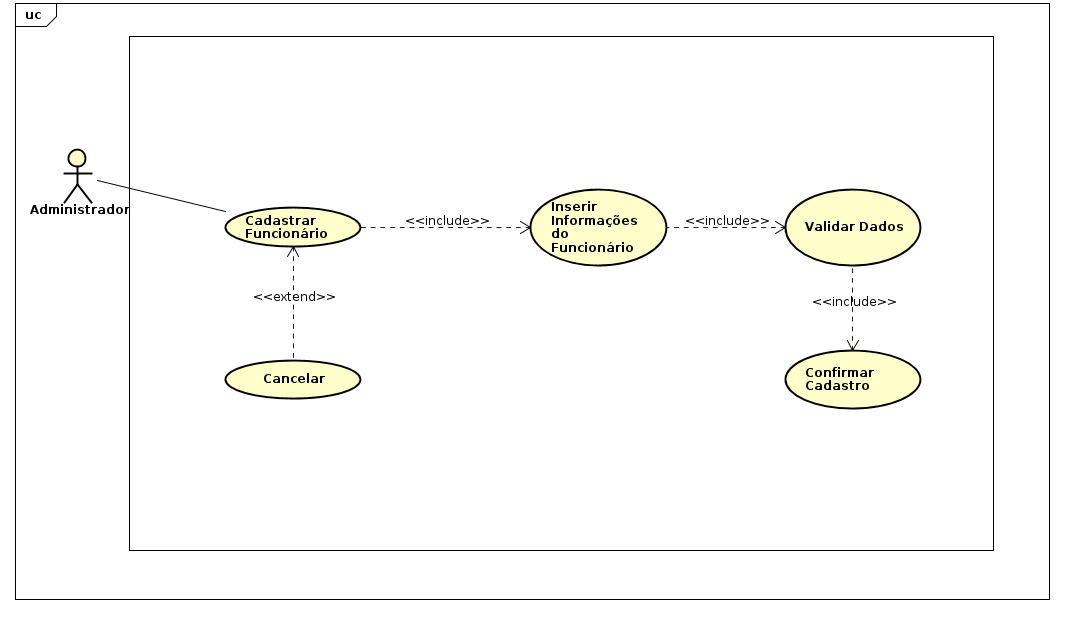 uc
Administrador
Cadastrar
Funcionário
<<include>>
Inserir
Informações
do
Funcionário
<<include>>
Validar Dados
<<extend>>
<<include>>
Cancelar
Confirmar
Cadastro